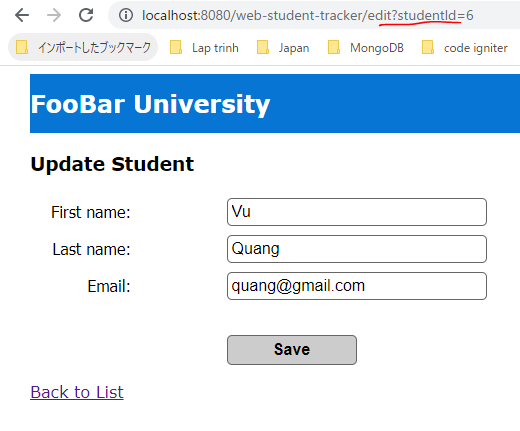 localhost:8080/web-student-tracker/edit?studentId=6
インポートしたブックマーク Lap trinh Japan MongoDB code igniter
FooBar University
Update Student
First name: Vu
Last name: Quang
Email: quang@gmail.com
Save
Back to List